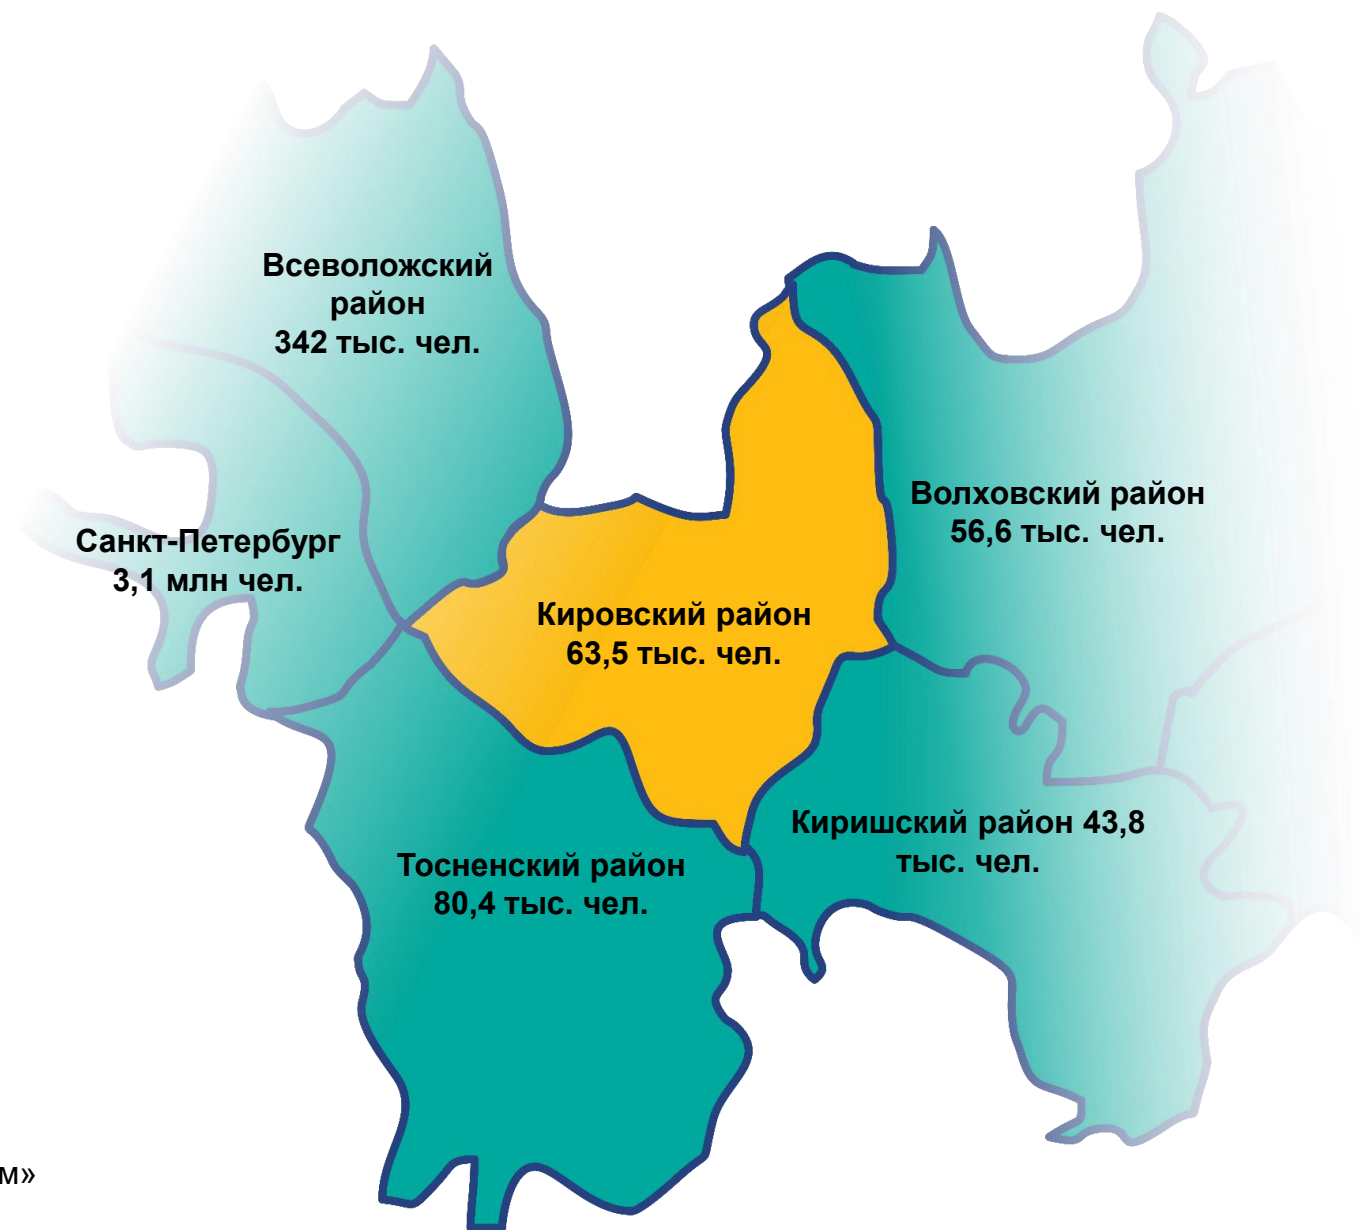 Всеволожский
район
342 тыс. чел.
Волховский район
56,6 тыс. чел.
Санкт-Петербург
3,1 млн чел.
Кировский район
63,5 тыс. чел.
Киришский район 43,8
тыс. чел.
Тосненский район
80,4 тыс. чел.
м»